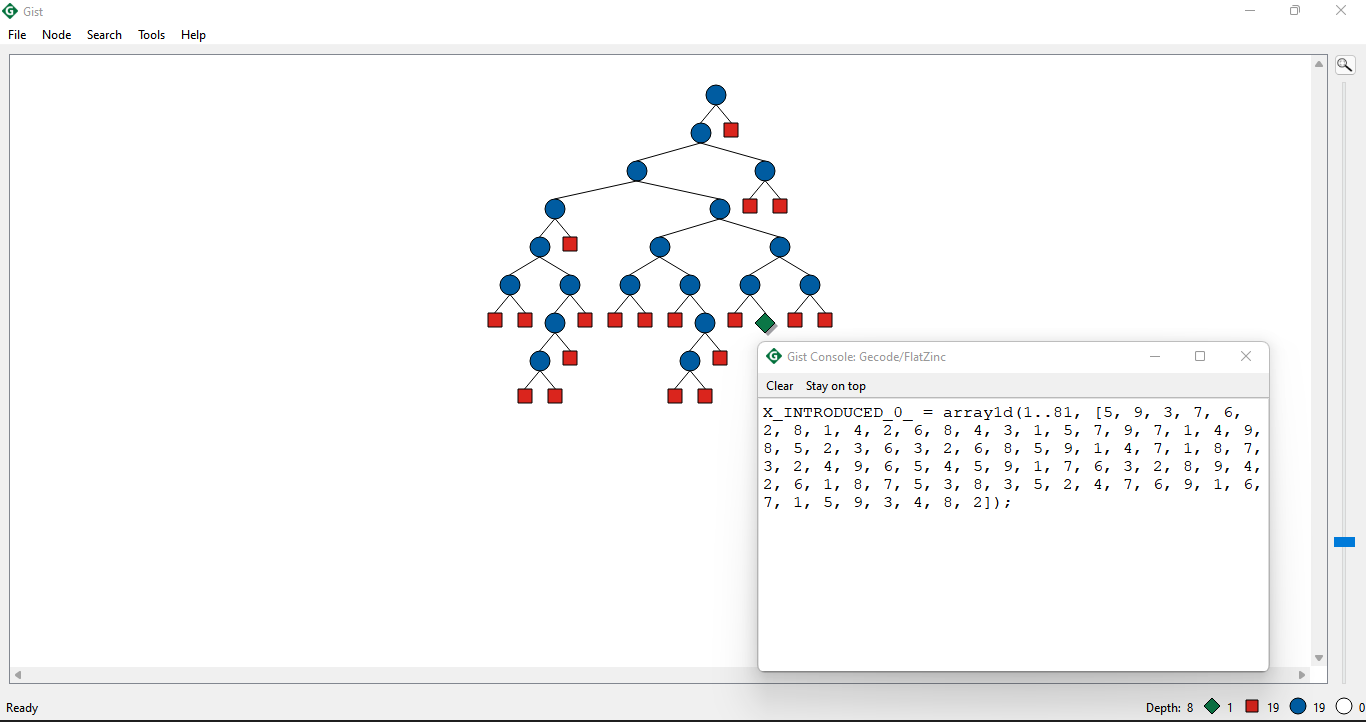 Gist
File Node Search Tools Help
Gist Console: Gecode/FlatZinc
Clear Stay on top
X_INTRODUCED_0_ = array1d(1..81, [5, 9, 3, 7, 6,
2, 8, 1, 4, 2, 6, 8, 4, 3, 1, 5, 7, 9, 7, 1, 4, 9,
8, 5, 2, 3, 6, 3, 2, 6, 8, 5, 9, 1, 4, 7, 1, 8, 7,
3, 2, 4, 9, 6, 5, 4, 5, 9, 1, 7, 6, 3, 2, 8, 9, 4,
2, 6, 1, 8, 7, 5, 3, 8, 3, 5, 2, 4, 7, 6, 9, 1, 6,
7, 1, 5, 9, 3, 4, 8, 2]);
Ready
Depth: 8 1 19 19 0